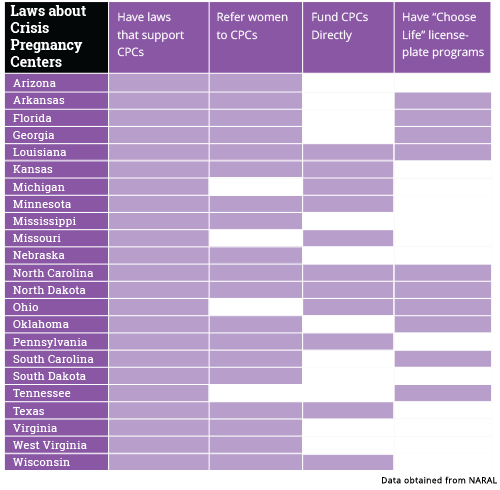 Laws about
Crisis
Pregnancy
Centers
Have laws
that support
CPCs
Refer women
to CPCs
Fund CPCs
Directly
Have “Choose
Life” license-
plate programs
Arizona
Arkansas
Florida
Georgia
Louisiana
Kansas
Michigan
Minnesota
Mississippi
Missouri
Nebraska
North Carolina
North Dakota
Ohio
Oklahoma
Pennsylvania
South Carolina
South Dakota
Tennessee
Texas
Virginia
West Virginia
Wisconsin
Data obtained from NARAL